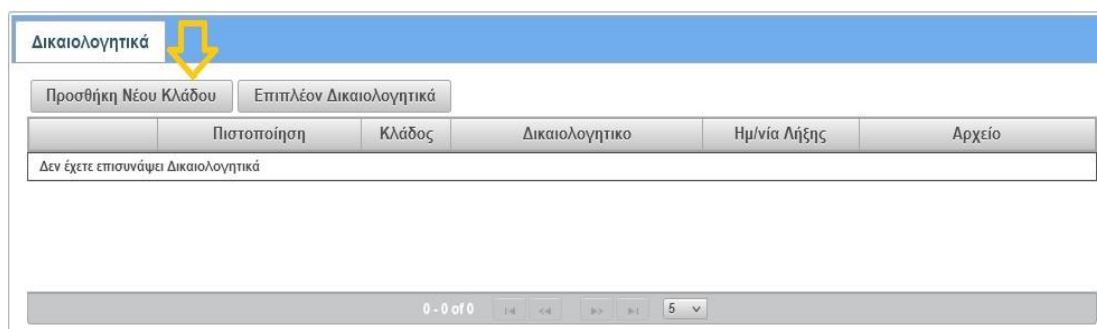 Δικαιολογητικά
Προσθήκη Νέου Κλάδου Επιπλέον Δικαιολογητικά
Πιστοποίηση Κλάδος Δικαιολογητικο Ημ/νία Λήξης Αρχείο
Δεν έχετε επισυνάψει Δικαιολογητικά
0 - 0 of 0 5